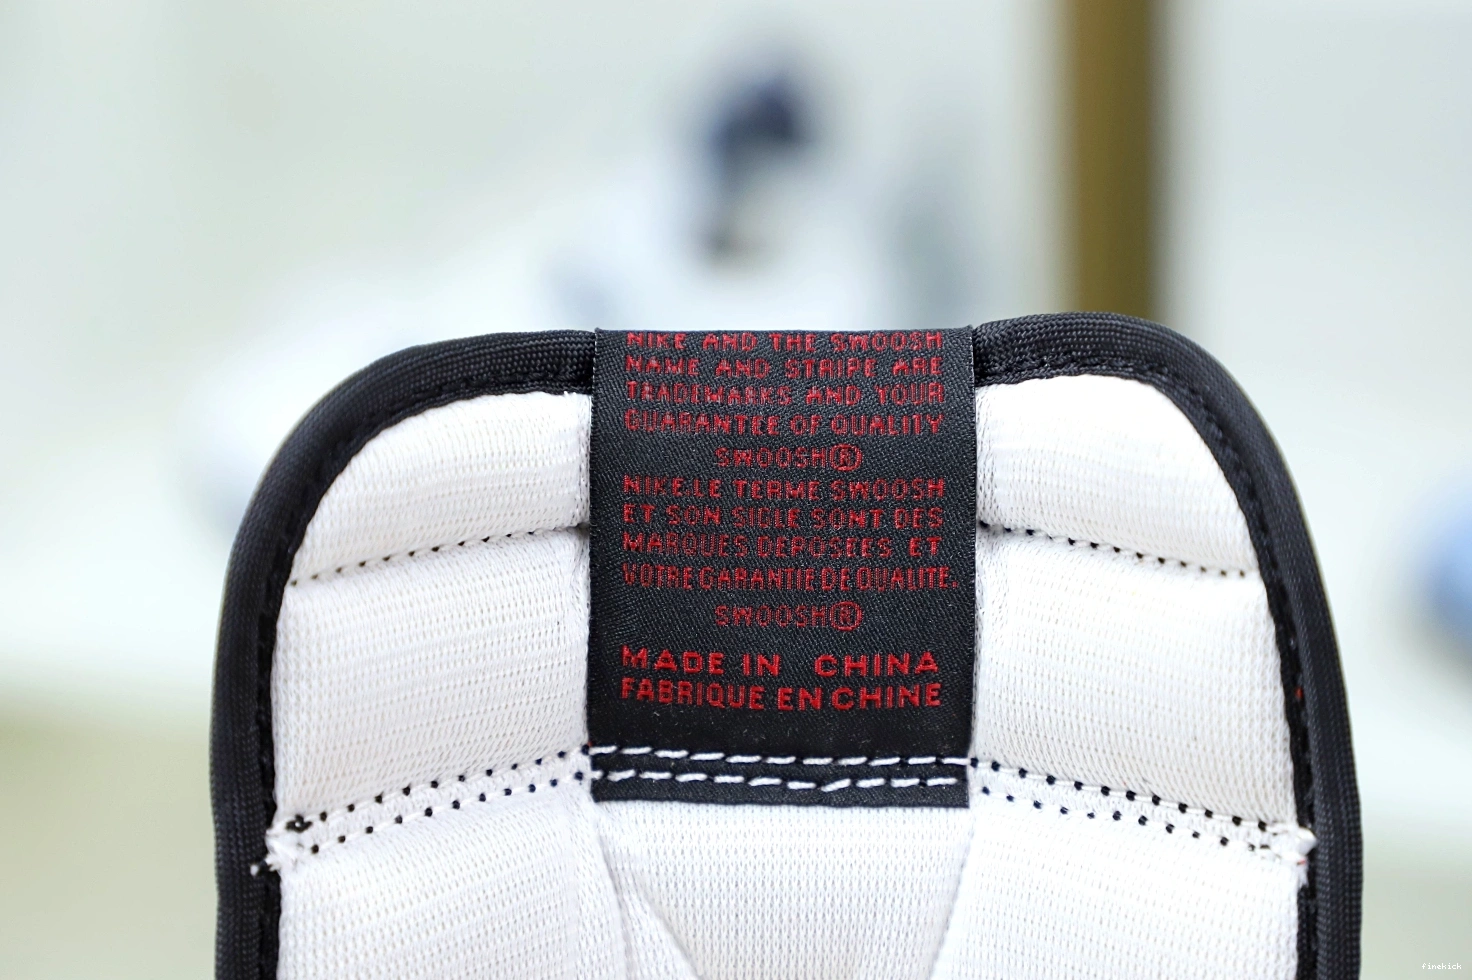 NIKE AND THE SWOOSH
NAME AND STRIPE ARE
TRADEMARKS AND YOUR
GUARANTEE OF QUALITY
SWOOSH®
NIKE.LE TERME SWOOSH
ET SON SIGLE SONT DES
MARQUES DEPOSEES ET
VOTRE GARANTIE DE QUALITE.
SWOOSH®
MADE IN CHINA
FABRIQUE EN CHINE
finekick